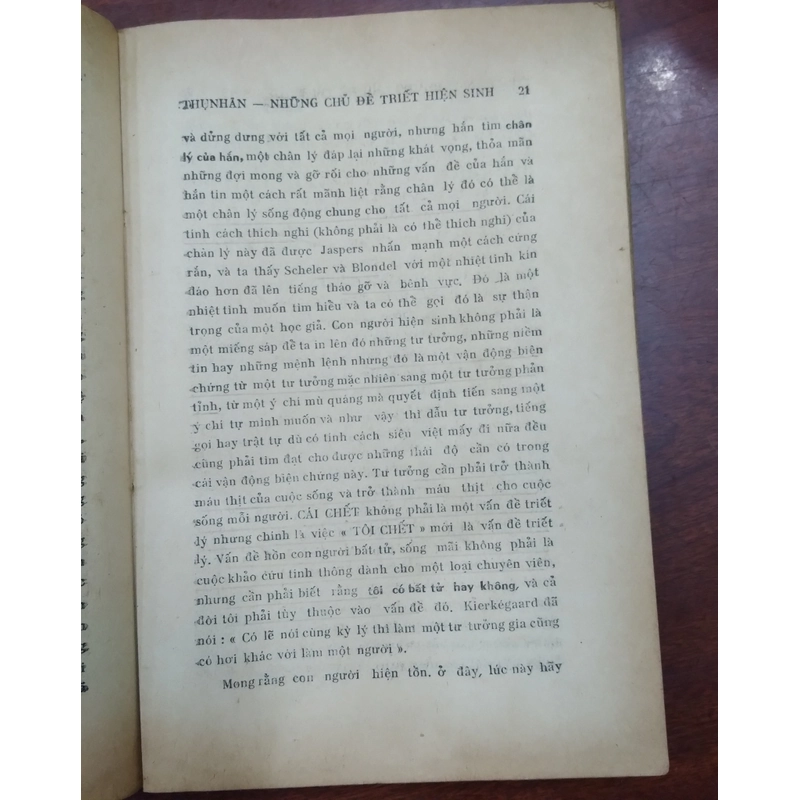 THỤNHÂN — NHỮNG CHỦ ĐỀ TRIẾT HIỆN SINH 21
và dửng dưng với tất cả mọi người, nhưng hắn tìm chân
lý của hắn, một chân lý đáp lại những khát vọng, thỏa mãn
những đợi mong và gỡ rối cho những vấn đề của hắn và
hắn tin một cách rất mãnh liệt rằng chân lý đó có thể là
một chân lý sống động chung cho tất cả mọi người. Cái
tính cách thích nghi (không phải là có thể thích nghi) của
chân lý này đã được Jaspers nhấn mạnh một cách cứng
rắn, và ta thấy Scheler và Blondel với một nhiệt tình kín
đáo hơn đã lên tiếng tháo gỡ và bênh vực. Đó là một
nhiệt tình muốn tìm hiểu và ta có thể gọi đó là sự thận
trọng của một học giả. Con người hiện sinh không phải là
một miếng sáp để ta in lên đó những tư tưởng, những niềm
tin hay những mệnh lệnh nhưng đó là một vận động biện
chứng từ một tư tưởng mặc nhiên sang một tư tưởng phản
tỉnh, từ một ý chí mù quáng mà quyết định tiến sang một
ý chí tự mình muốn và như vậy thì dầu tư tưởng, tiếng
gọi hay trật tự dù có tính cách siêu việt mấy đi nữa đều
cũng phải tìm đạt cho được những thái độ cần có trong
cái vận động biện chứng này. Tư tưởng cần phải trở thành
máu thịt của cuộc sống và trở thành máu thịt cho cuộc
sống mỗi người. CÁI CHẾT không phải là một vấn đề triết
lý nhưng chính là việc « TÔI CHẾT » mới là vấn đề triết
lý. Vấn đề hồn con người bất tử, sống mãi không phải là
cuộc khảo cứu tinh thông dành cho một loại chuyên viên,
nhưng cần phải biết rằng tôi có bất tử hay không, và cả
đời tôi phải tùy thuộc vào vấn đề đó. Kierkégaard đã
nói : « Có lẽ nói cùng kỳ lý thì làm một tư tưởng gia cũng
có hơi khác với làm một người ».
Mong rằng con người hiện tồn. ở đây, lúc này hãy